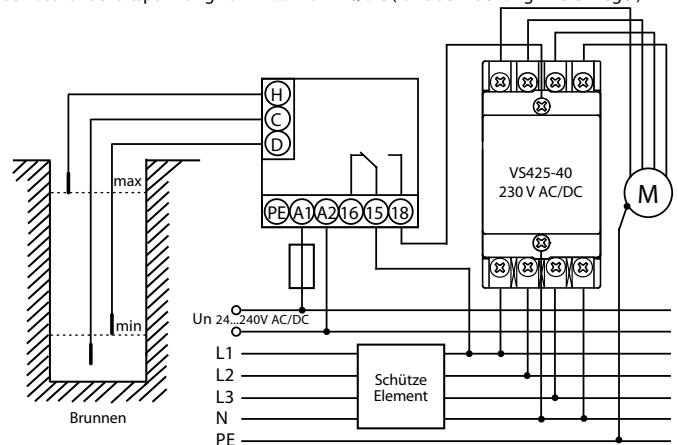 H
C
D
max
min
PE A1 A2 16 15 18
VS425-40
230 V AC/DC
M
Un 24...240V AC/DC
L1
L2
L3
N
PE
Schütze
Element
Brunnen